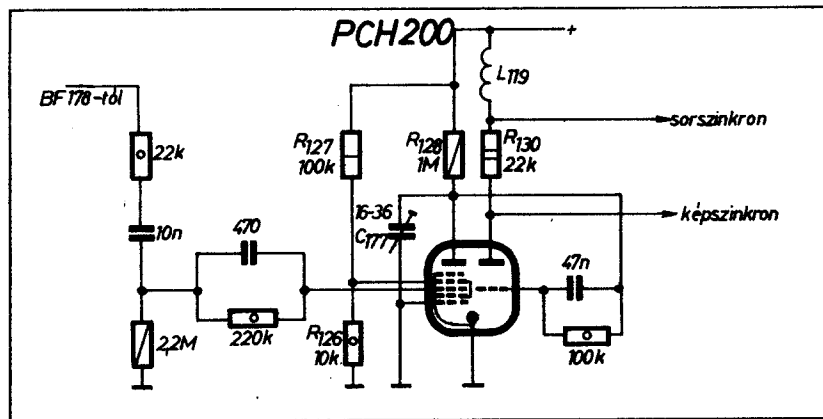 PCH200
+
L119
BF178-tól
sorszinkron
22k
R127
100k
R128
1M
R130
22k
16-36
C177
képszinkron
10n
470
47n
2,2M
220k
R126
10k
100k